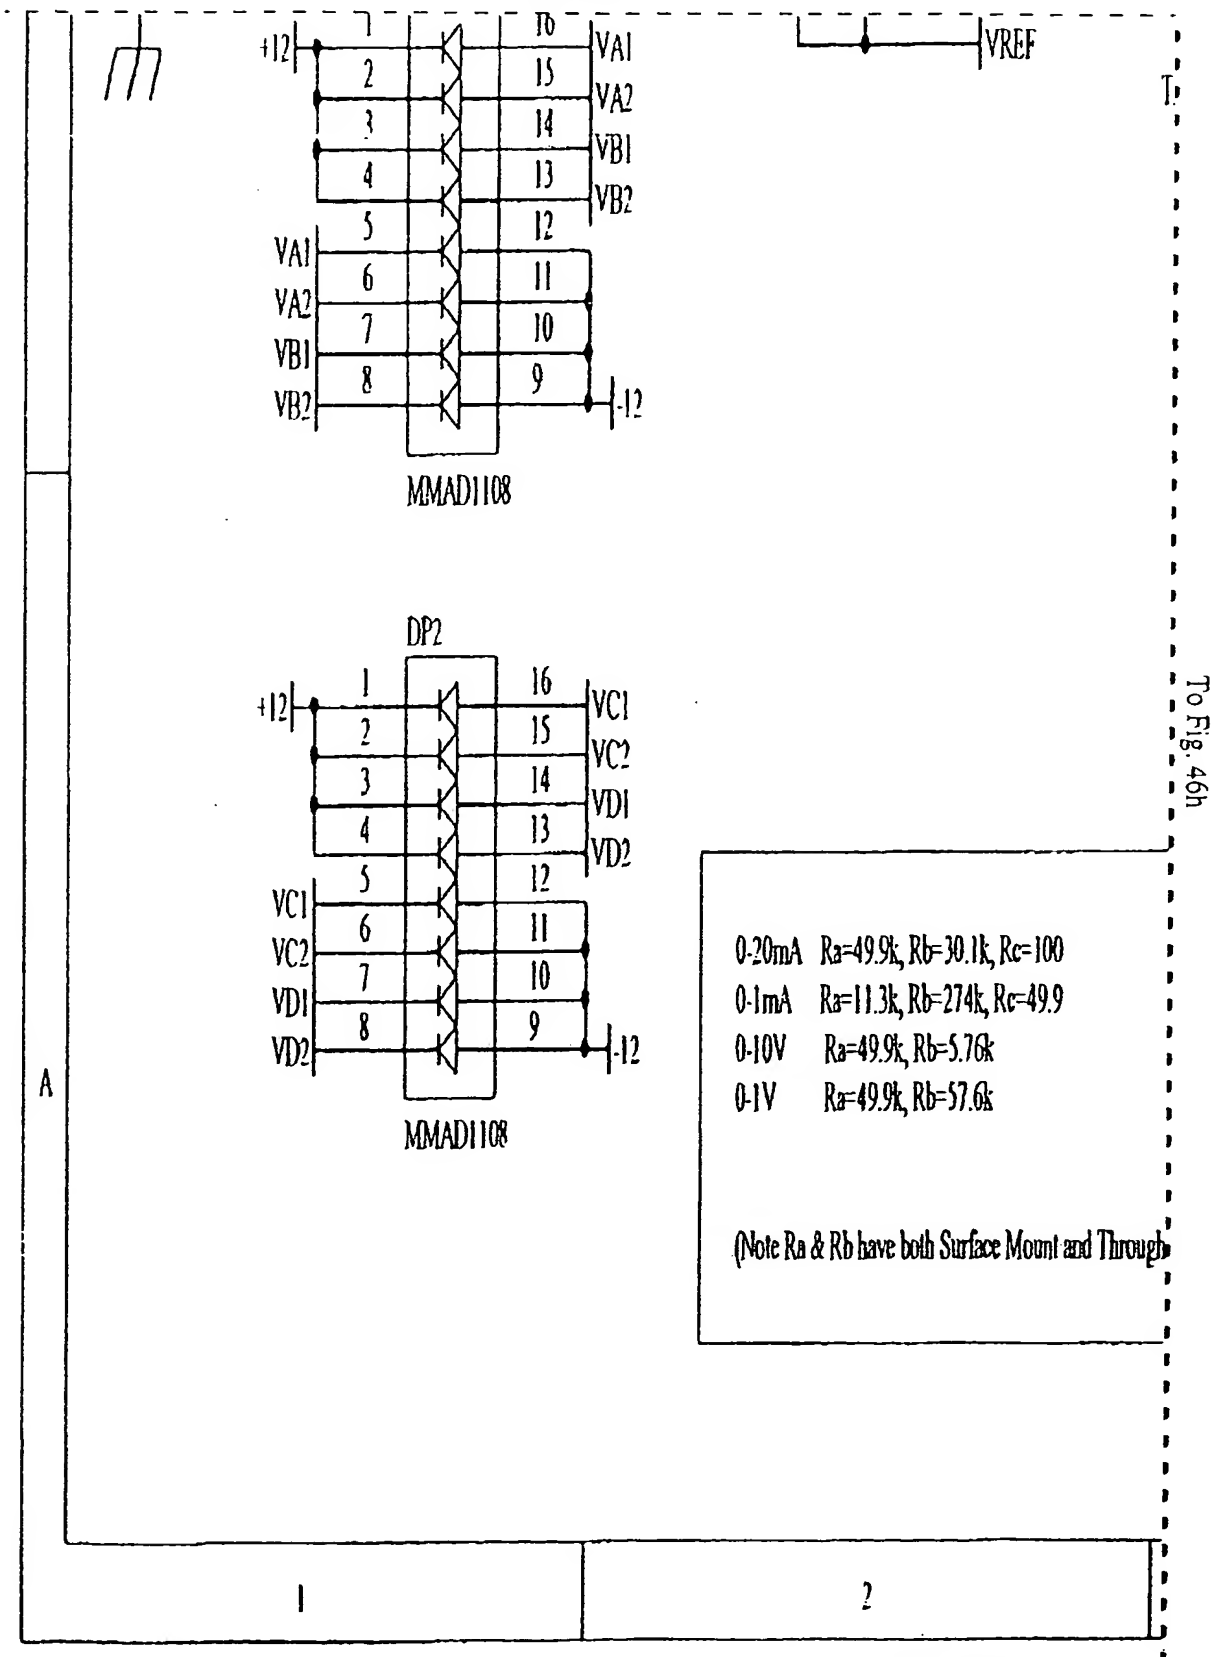 1 16
+12 VA1
2 15
VA2
3 14
VB1
4 13
VB2
5 12
VA1
6 11
VA2
7 10
VB1
8 9
VB2 -12
MMAD1108
VREF
T
DP2
1 16
+12 VC1
2 15
VC2
3 14
VD1
4 13
VD2
5 12
VC1
6 11
VC2
7 10
VD1
8 9
VD2 -12
MMAD1108
To Fig. 46h
0-20mA Ra=49.9k, Rb=30.1k, Rc=100
0-1mA Ra=11.3k, Rb=274k, Rc=49.9
0-10V Ra=49.9k, Rb=5.76k
0-1V Ra=49.9k, Rb=57.6k
(Note Ra & Rb have both Surface Mount and Through
A
1 2